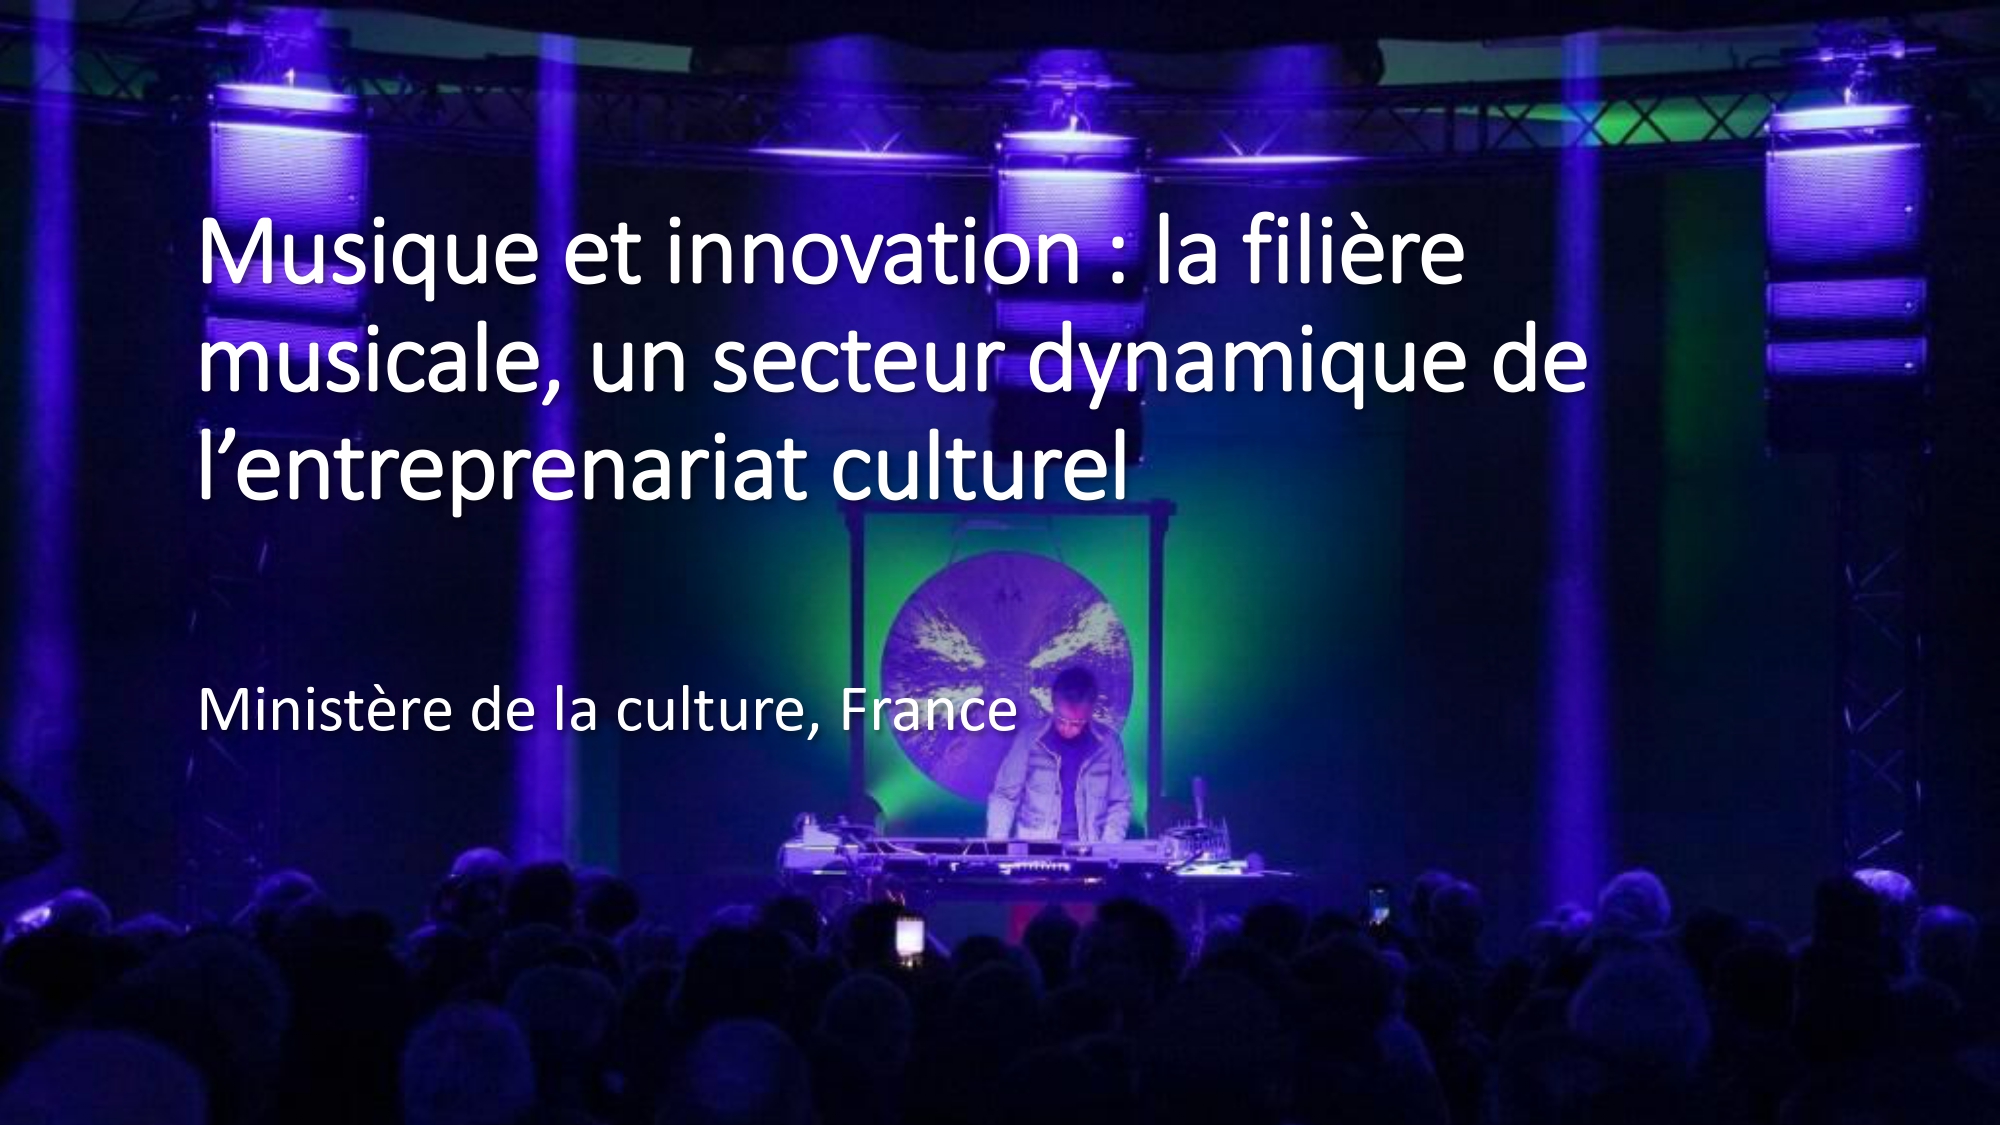 Musique et innovation : la filière
musicale, un secteur dynamique de
l’entreprenariat culturel
Ministère de la culture, France